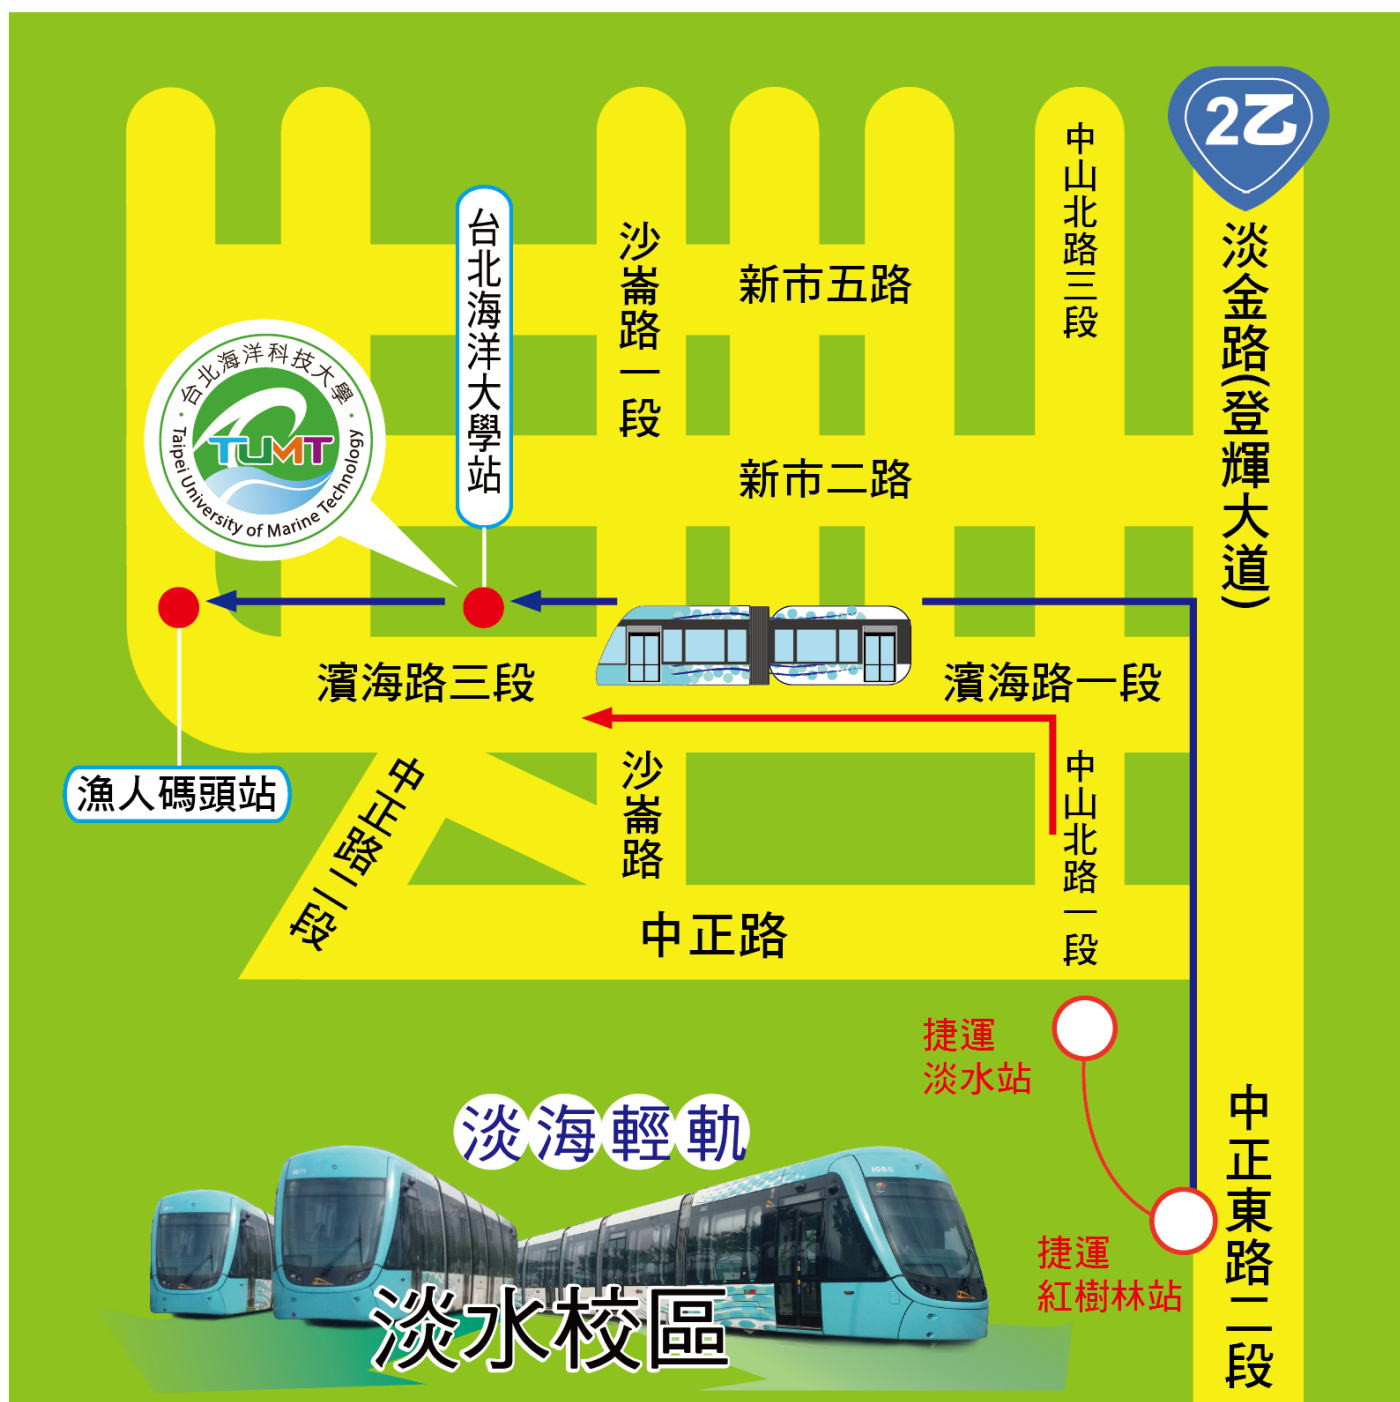 2乙
淡金路(登輝大道)
中山北路三段
台北海洋大學站
沙崙路一段
新市五路
新市二路
台北海洋科技大學
TUMT
Taipei University of Marine Technology
濱海路三段
濱海路一段
漁人碼頭站
中正路二段
沙崙路
中山北路一段
中正路
捷運
淡水站
淡海輕軌
捷運
紅樹林站
中正東路二段
淡水校區